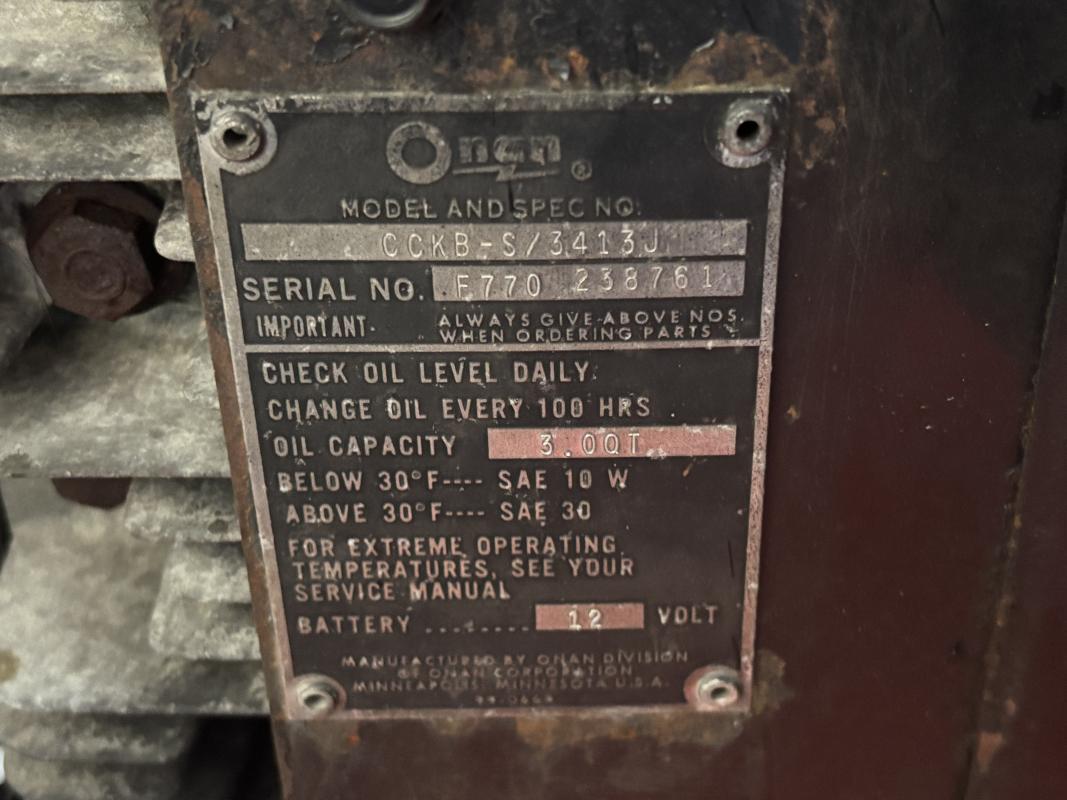 Onan ®
MODEL AND SPEC NO.
CCKB-S/3413J
SERIAL NO. F770 238761
IMPORTANT. ALWAYS GIVE ABOVE NOS.
WHEN ORDERING PARTS
CHECK OIL LEVEL DAILY.
CHANGE OIL EVERY 100 HRS.
OIL CAPACITY 3.0QT
BELOW 30°F---- SAE 10 W
ABOVE 30°F---- SAE 30
FOR EXTREME OPERATING
TEMPERATURES, SEE YOUR
SERVICE MANUAL
BATTERY ......... 12 VOLT
MANUFACTURED BY ONAN DIVISION
OF ONAN CORPORATION
MINNEAPOLIS, MINNESOTA U.S.A.